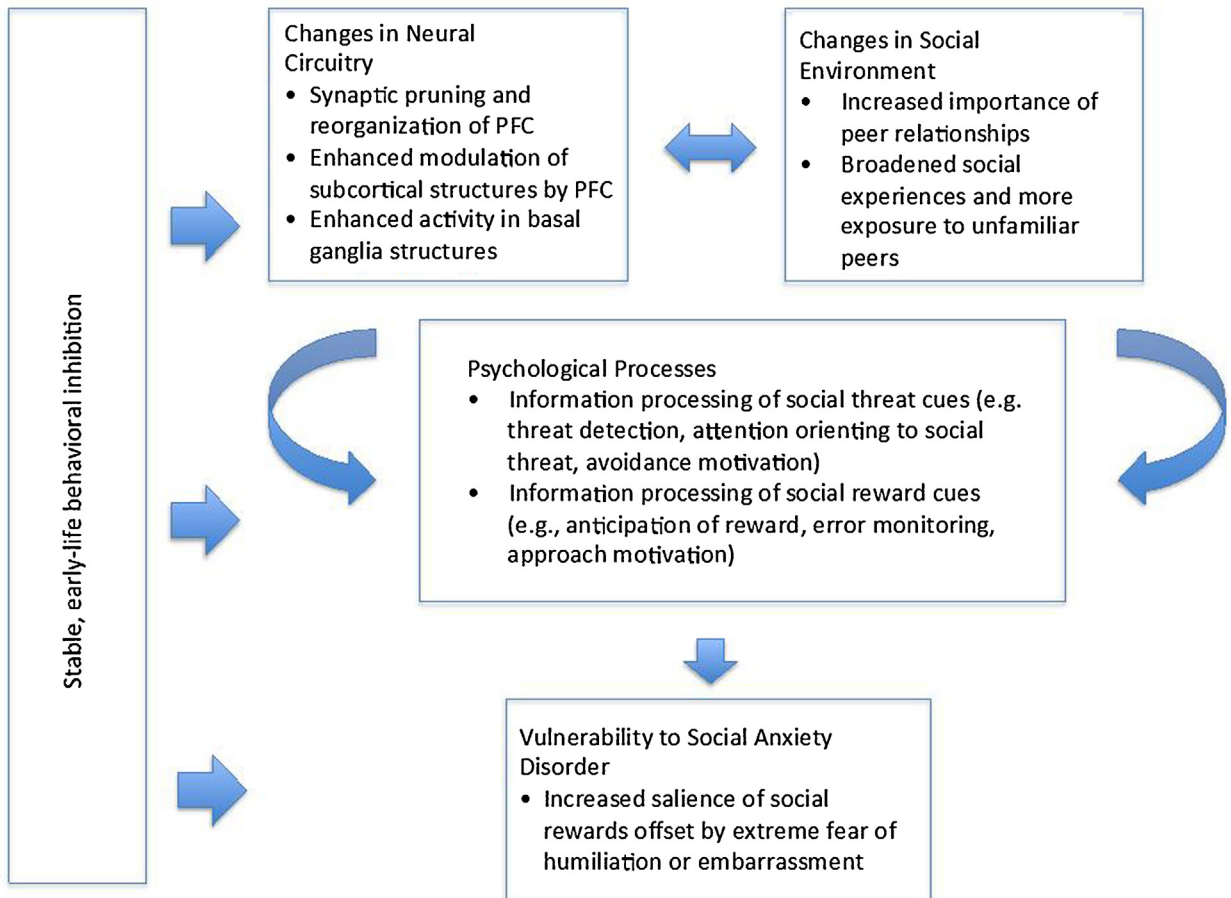 Stable, early-life behavioral inhibition
Changes in Neural
Circuitry
• Synaptic pruning and
reorganization of PFC
• Enhanced modulation of
subcortical structures by PFC
• Enhanced activity in basal
ganglia structures
Changes in Social
Environment
• Increased importance of
peer relationships
• Broadened social
experiences and more
exposure to unfamiliar
peers
Psychological Processes
• Information processing of social threat cues (e.g.
threat detection, attention orienting to social
threat, avoidance motivation)
• Information processing of social reward cues
(e.g., anticipation of reward, error monitoring,
approach motivation)
Vulnerability to Social Anxiety
Disorder
• Increased salience of social
rewards offset by extreme fear of
humiliation or embarrassment